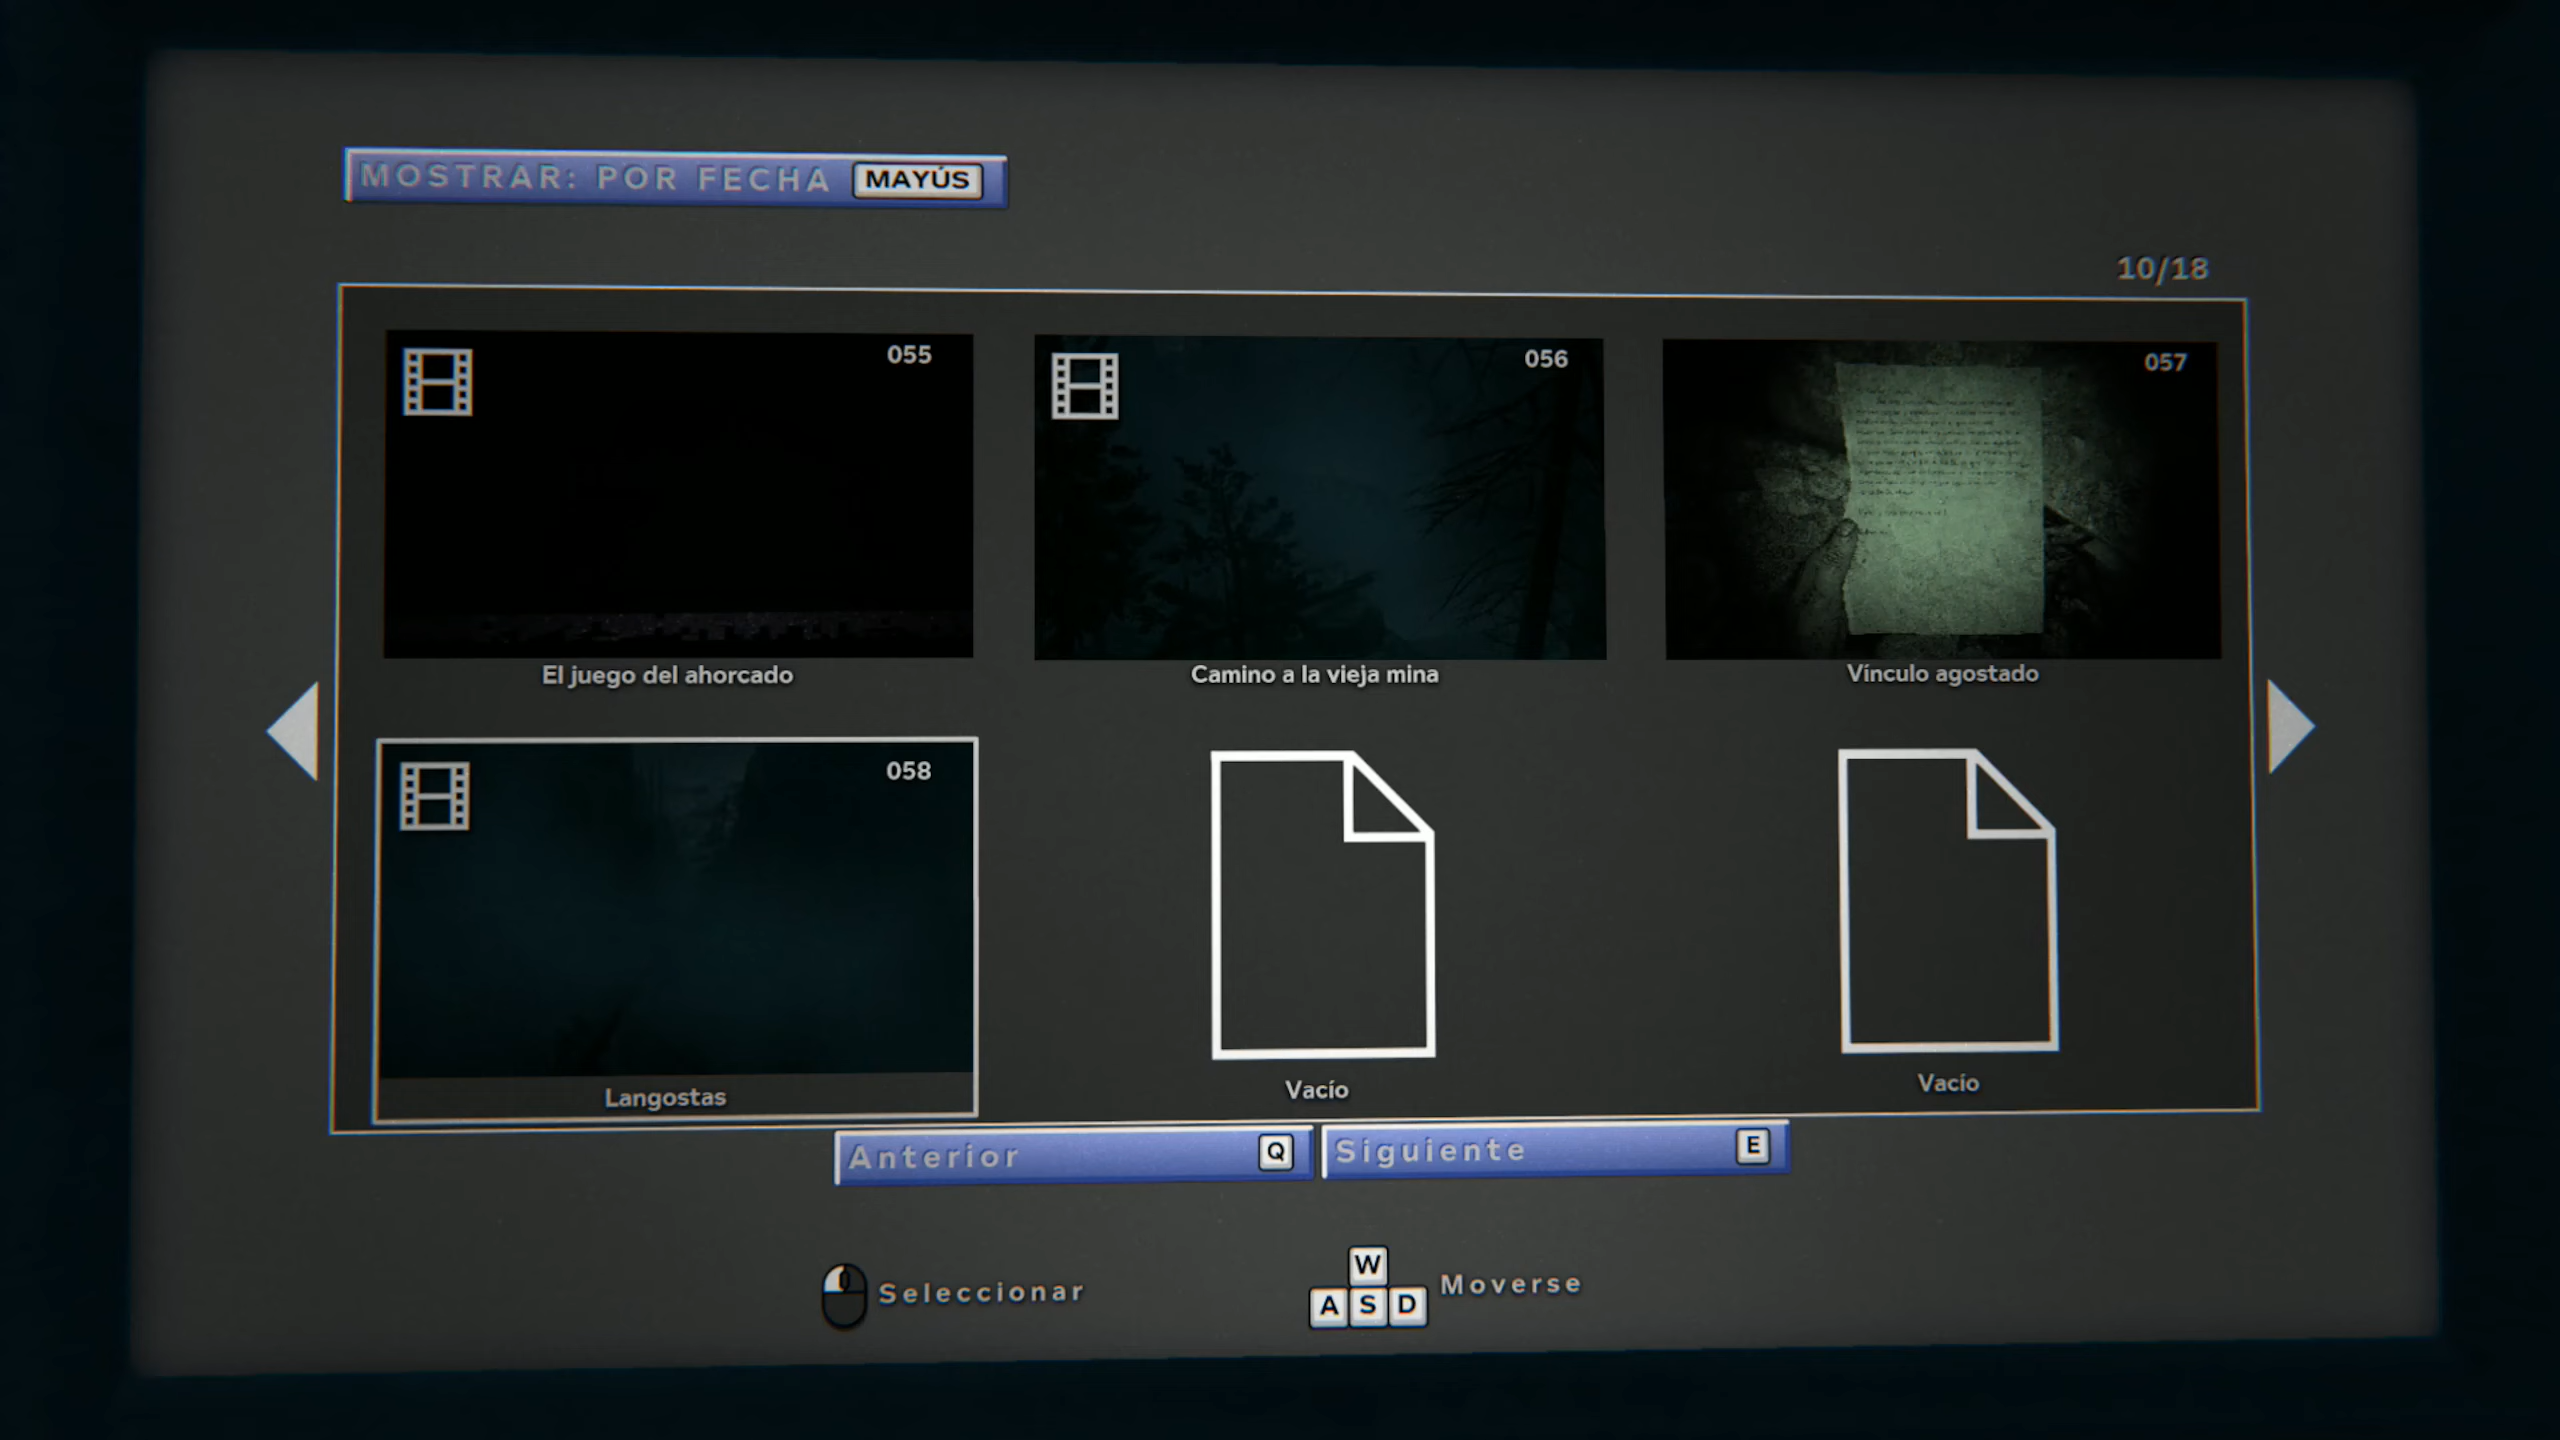 MOSTRAR: POR FECHA MAYÚS
10/18
055
056
057
El juego del ahorcado
Camino a la vieja mina
Vínculo agostado
058
Langostas
Vacío
Vacío
Anterior Q
Siguiente E
Seleccionar
W
A S D
Moverse